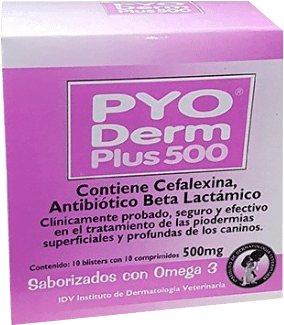 PYO®
Derm
Plus 500
Contiene Cefalexina,
Antibiótico Beta Lactámico
Clínicamente probado, seguro y efectivo
en el tratamiento de las piodermias
superficiales y profundas de los caninos.
Contenido: 10 blisters con 10 comprimidos 500mg
Saborizados con Omega 3
IDV Instituto de Dermatología Veterinaria